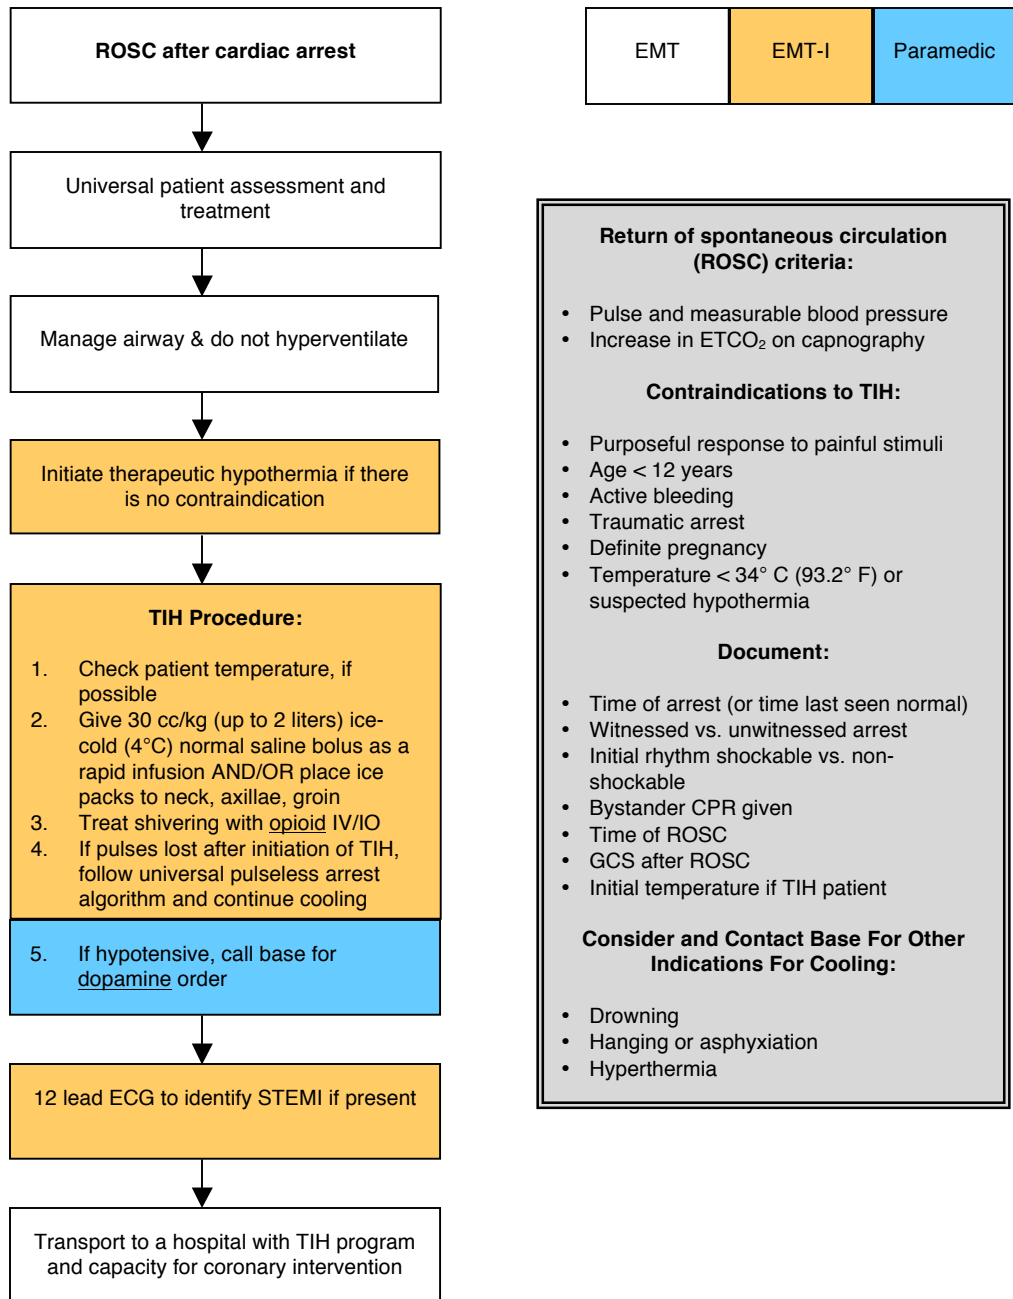 ROSC after cardiac arrest
EMT
EMT-I
Paramedic
Universal patient assessment and
treatment
Manage airway & do not hyperventilate
Initiate therapeutic hypothermia if there
is no contraindication
TIH Procedure:
1. Check patient temperature, if
possible
2. Give 30 cc/kg (up to 2 liters) ice-
cold (4°C) normal saline bolus as a
rapid infusion AND/OR place ice
packs to neck, axillae, groin
3. Treat shivering with opioid IV/IO
4. If pulses lost after initiation of TIH,
follow universal pulseless arrest
algorithm and continue cooling
5. If hypotensive, call base for
dopamine order
12 lead ECG to identify STEMI if present
Transport to a hospital with TIH program
and capacity for coronary intervention
Return of spontaneous circulation
(ROSC) criteria:
• Pulse and measurable blood pressure
• Increase in ETCO₂ on capnography
Contraindications to TIH:
• Purposeful response to painful stimuli
• Age < 12 years
• Active bleeding
• Traumatic arrest
• Definite pregnancy
• Temperature < 34° C (93.2° F) or
suspected hypothermia
Document:
• Time of arrest (or time last seen normal)
• Witnessed vs. unwitnessed arrest
• Initial rhythm shockable vs. non-
shockable
• Bystander CPR given
• Time of ROSC
• GCS after ROSC
• Initial temperature if TIH patient
Consider and Contact Base For Other
Indications For Cooling:
• Drowning
• Hanging or asphyxiation
• Hyperthermia